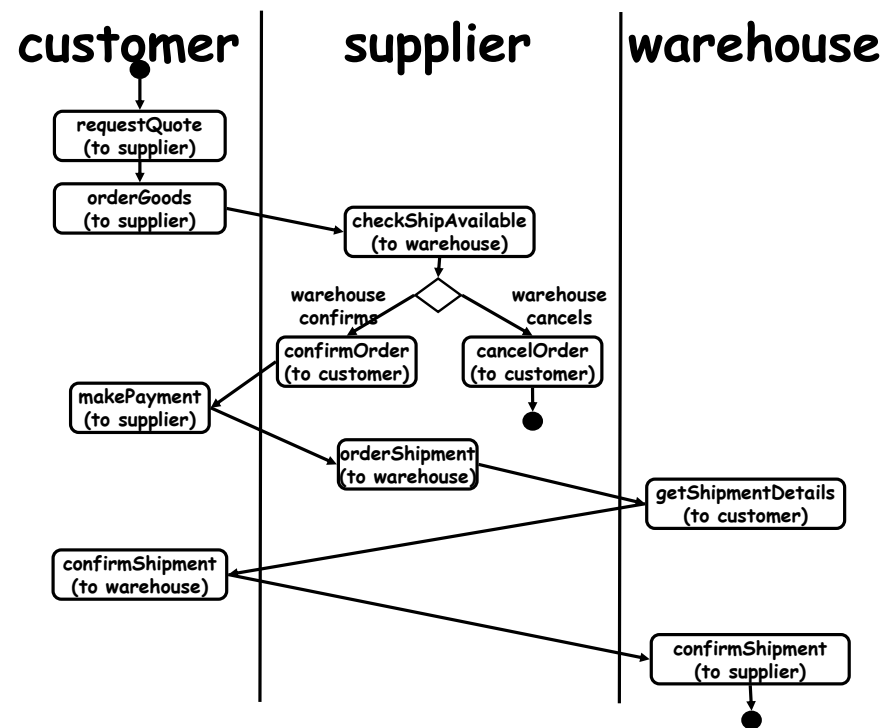 customer
supplier
warehouse
requestQuote
(to supplier)
orderGoods
(to supplier)
checkShipAvailable
(to warehouse)
warehouse
confirms
warehouse
cancels
confirmOrder
(to customer)
cancelOrder
(to customer)
makePayment
(to supplier)
orderShipment
(to warehouse)
getShipmentDetails
(to customer)
confirmShipment
(to warehouse)
confirmShipment
(to supplier)